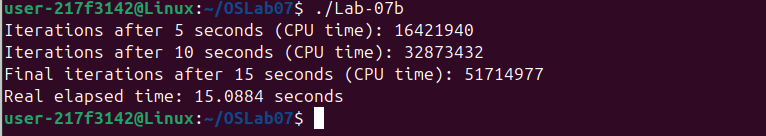 user-217f3142@Linux:~/OSLab07$ ./Lab-07b
Iterations after 5 seconds (CPU time): 16421940
Iterations after 10 seconds (CPU time): 32873432
Final iterations after 15 seconds (CPU time): 51714977
Real elapsed time: 15.0884 seconds
user-217f3142@Linux:~/OSLab07$